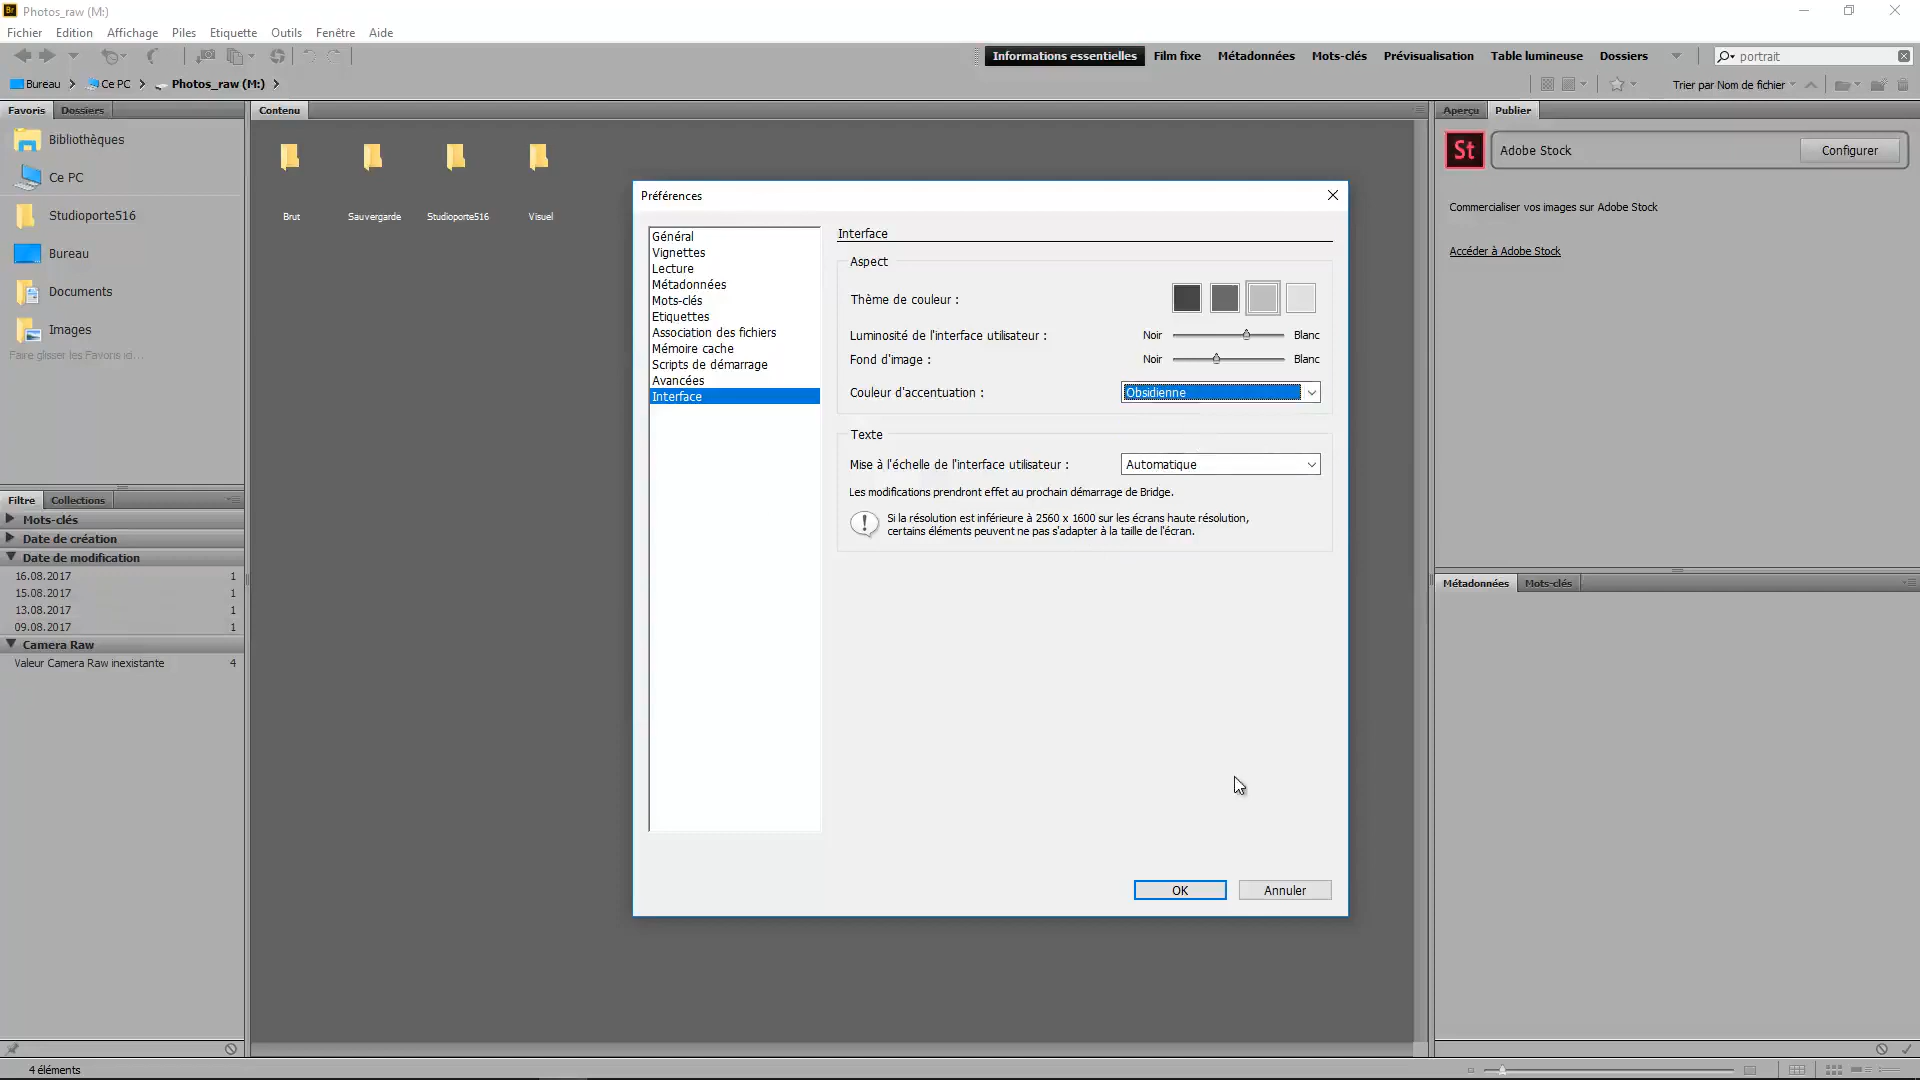 Br Photos_raw (M:)
Fichier Edition Affichage Piles Etiquette Outils Fenêtre Aide
Informations essentielles Film fixe Métadonnées Mots-clés Prévisualisation Table lumineuse Dossiers portrait
Bureau Ce PC Photos_raw (M:) Trier par Nom de fichier
Favoris Dossiers
Bibliothèques
Ce PC
Studioporte516
Bureau
Documents
Images
Faire glisser les Favoris ici...
Filtre Collections
Mots-clés
Date de création
Date de modification
16.08.2017 1
15.08.2017 1
13.08.2017 1
09.08.2017 1
Camera Raw
Valeur Camera Raw inexistante 4
4 éléments
Contenu
Brut Sauvergarde Studioporte516 Visuel
Préférences
Général
Vignettes
Lecture
Métadonnées
Mots-clés
Etiquettes
Association des fichiers
Mémoire cache
Scripts de démarrage
Avancées
Interface
Interface
Aspect
Thème de couleur :
Luminosité de l'interface utilisateur : Noir Blanc
Fond d'image : Noir Blanc
Couleur d'accentuation : Obsidienne
Texte
Mise à l'échelle de l'interface utilisateur : Automatique
Les modifications prendront effet au prochain démarrage de Bridge.
Si la résolution est inférieure à 2560 x 1600 sur les écrans haute résolution,
certains éléments peuvent ne pas s'adapter à la taille de l'écran.
OK Annuler
Aperçu Publier
St Adobe Stock Configurer
Commercialiser vos images sur Adobe Stock
Accéder à Adobe Stock
Métadonnées Mots-clés